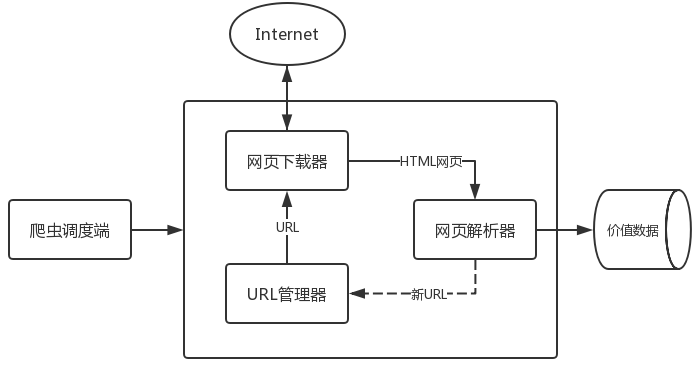 Internet
网页下载器
HTML网页
爬虫调度端
URL
网页解析器
价值数据
URL管理器
新URL